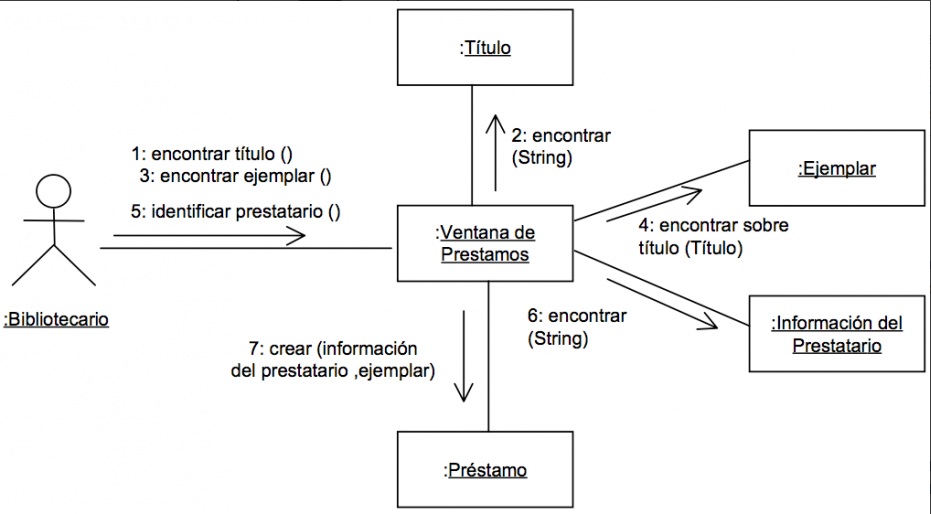 :Título
2: encontrar
(String)
1: encontrar título ()
3: encontrar ejemplar ()
5: identificar prestatario ()
:Ejemplar
:Ventana de
Prestamos
4: encontrar sobre
título (Título)
:Bibliotecario
6: encontrar
(String)
:Información del
Prestatario
7: crear (información
del prestatario ,ejemplar)
:Préstamo